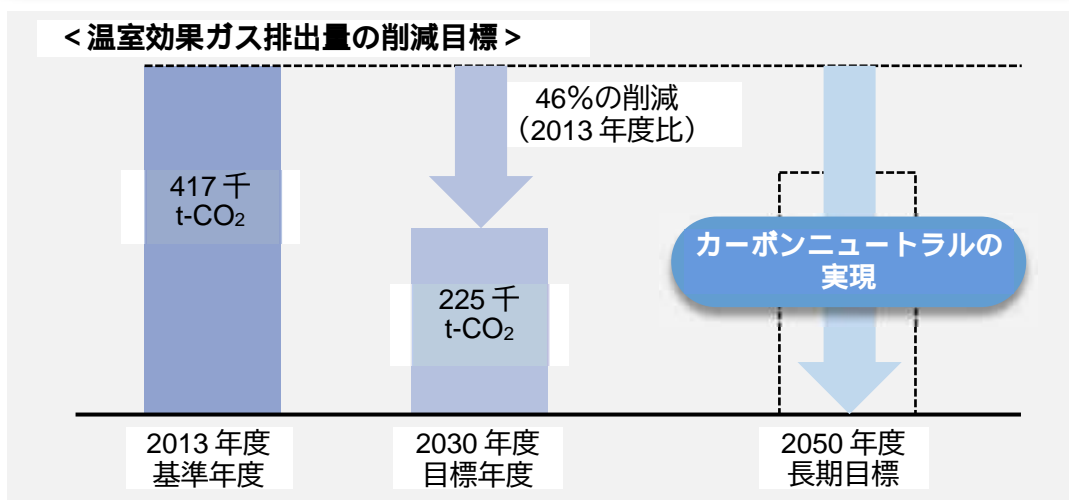 <温室効果ガス排出量の削減目標>
46%の削減
（2013年度比）
417千
t-CO₂
225千
t-CO₂
カーボンニュートラルの
実現
2013年度
基準年度
2030年度
目標年度
2050年度
長期目標